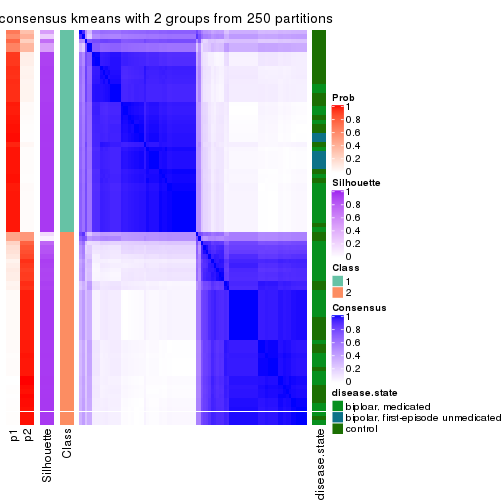 consensus kmeans with 2 groups from 250 partitions
Prob
1
0.8
0.6
0.4
0.2
0
Silhouette
1
0.8
0.6
0.4
0.2
0
Class
1
2
Consensus
1
0.8
0.6
0.4
0.2
0
disease.state
biploar, medicated
bipolar, first-episode unmedicated
control
p1
p2
Silhouette
Class
disease.state